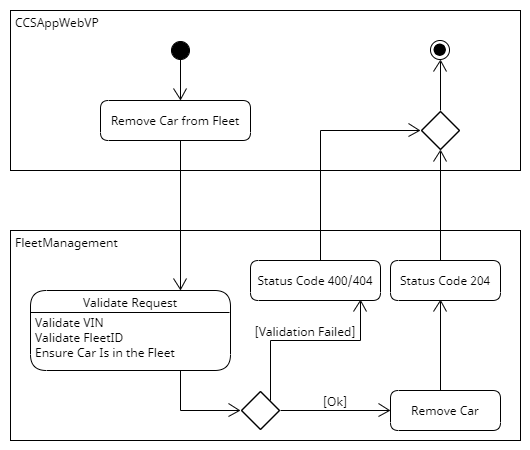 CCSAppWebVP
Remove Car from Fleet
FleetManagement
Status Code 400/404
Status Code 204
Validate Request
Validate VIN
Validate FleetID
Ensure Car Is in the Fleet
[Validation Failed]
[Ok]
Remove Car